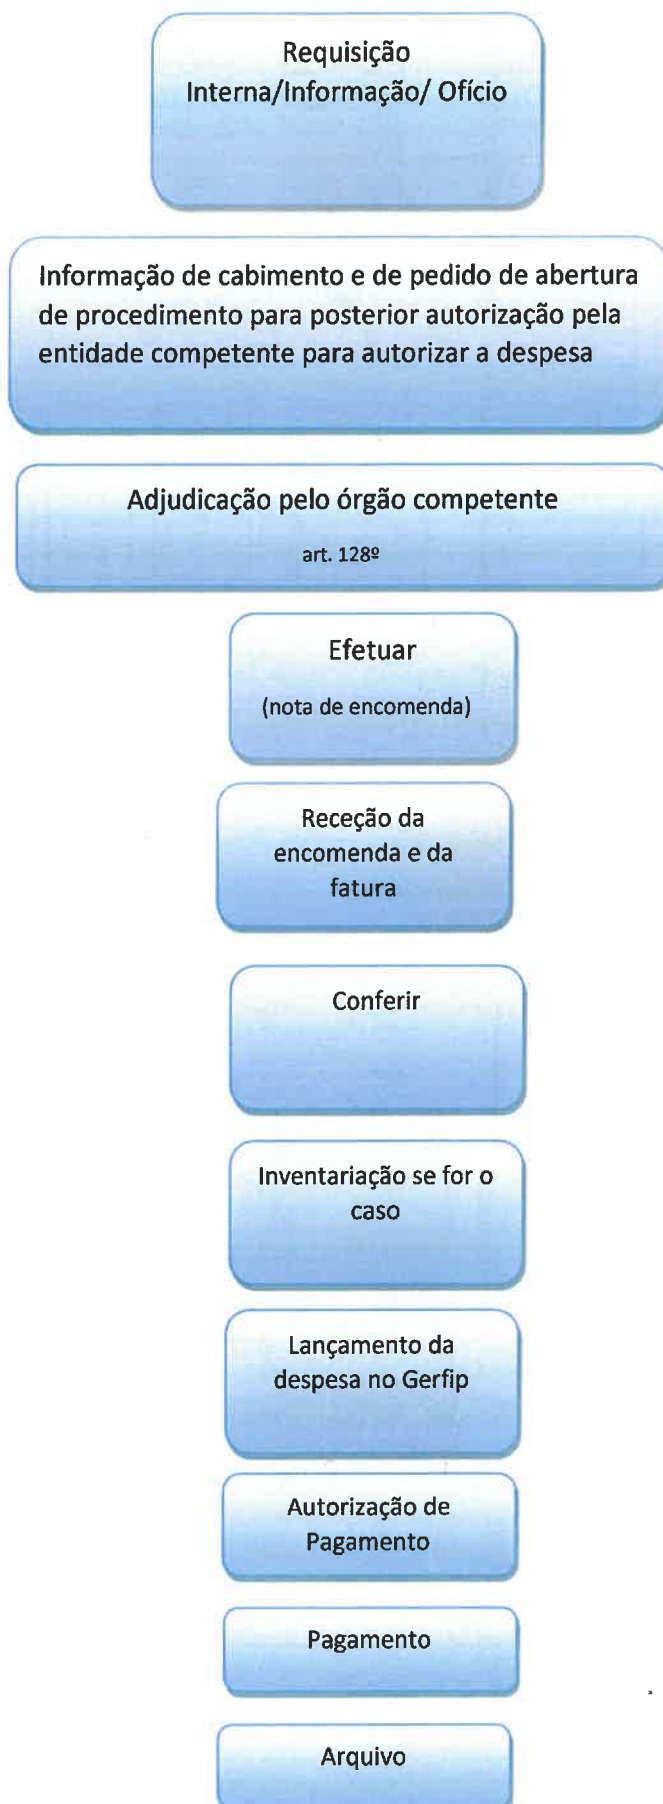 Requisição
Interna/Informação/ Ofício
Informação de cabimento e de pedido de abertura
de procedimento para posterior autorização pela
entidade competente para autorizar a despesa
Adjudicação pelo órgão competente
art. 128º
Efetuar
(nota de encomenda)
Receção da
encomenda e da
fatura
Conferir
Inventariação se for o
caso
Lançamento da
despesa no Gerfip
Autorização de
Pagamento
Pagamento
Arquivo